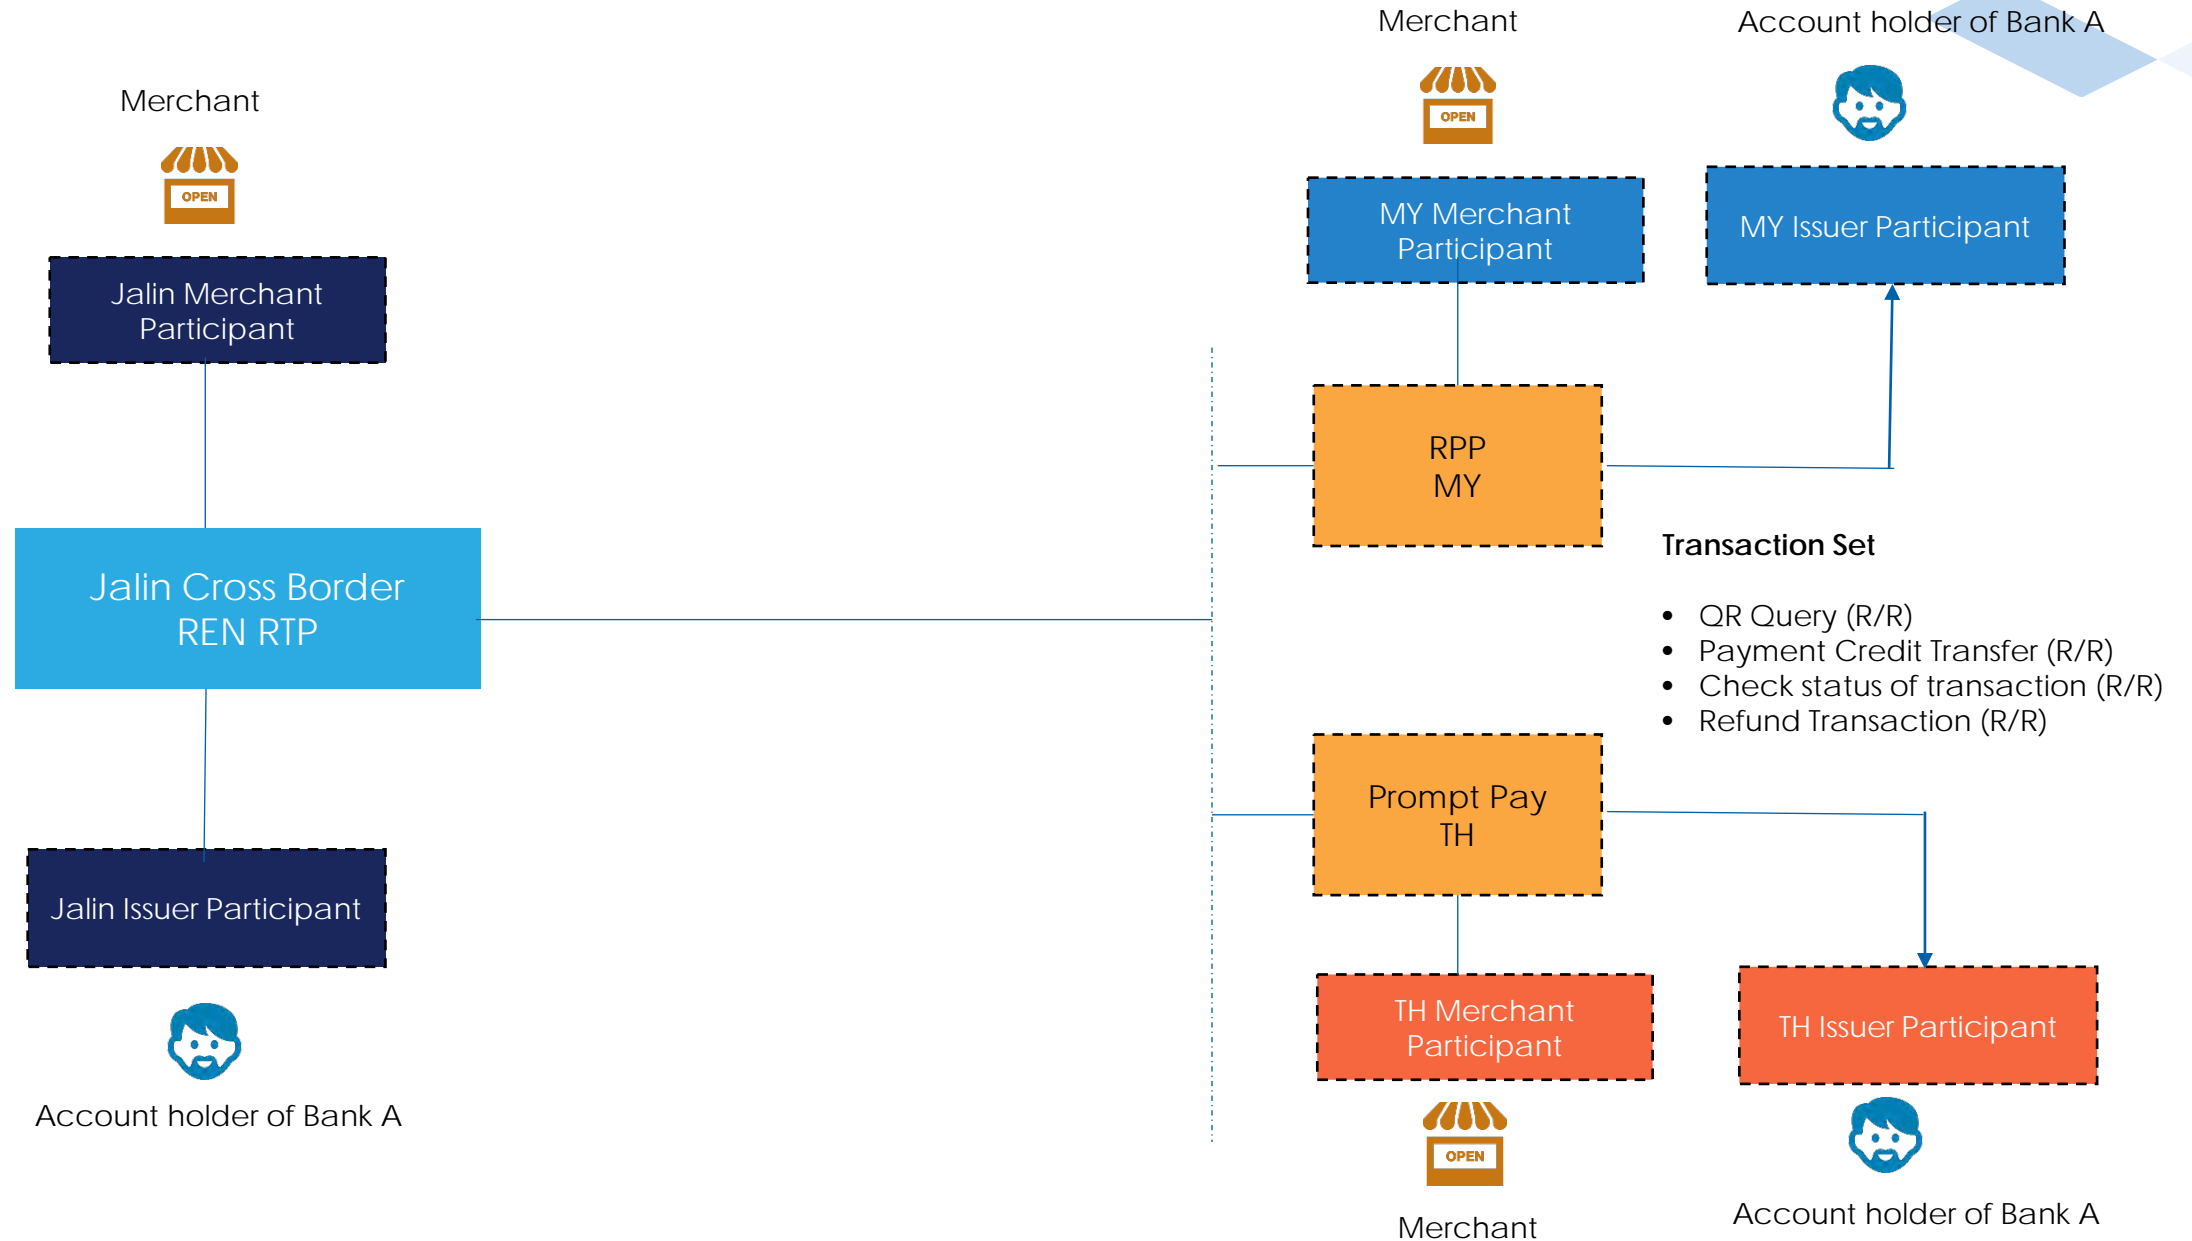 Merchant
OPEN
Jalin Merchant
Participant
Jalin Cross Border
REN RTP
Jalin Issuer Participant
Account holder of Bank A
Merchant
OPEN
MY Merchant
Participant
Account holder of Bank A
MY Issuer Participant
RPP
MY
Transaction Set
• QR Query (R/R)
• Payment Credit Transfer (R/R)
• Check status of transaction (R/R)
• Refund Transaction (R/R)
Prompt Pay
TH
TH Merchant
Participant
OPEN
Merchant
TH Issuer Participant
Account holder of Bank A